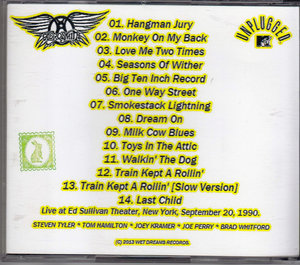 AEROSMITH
UNPLUGGED
MTV
01. Hangman Jury
02. Monkey On My Back
03. Love Me Two Times
04. Seasons Of Wither
05. Big Ten Inch Record
06. One Way Street
07. Smokestack Lightning
08. Dream On
09. Milk Cow Blues
10. Toys In The Attic
11. Walkin' The Dog
12. Train Kept A Rollin'
13. Train Kept A Rollin' [Slow Version]
14. Last Child
Live at Ed Sullivan Theater, New York, September 20, 1990.
STEVEN TYLER * TOM HAMILTON * JOEY KRAMER * JOE PERRY * BRAD WHITFORD
(C) 2013 WET DREAMS RECORDS.